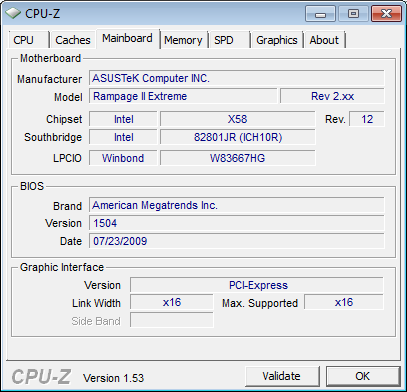 CPU-Z
CPU Caches Mainboard Memory SPD Graphics About
Motherboard
Manufacturer ASUSTeK Computer INC.
Model Rampage II Extreme Rev 2.xx
Chipset Intel X58 Rev. 12
Southbridge Intel 82801JR (ICH10R)
LPCIO Winbond W83667HG
BIOS
Brand American Megatrends Inc.
Version 1504
Date 07/23/2009
Graphic Interface
Version PCI-Express
Link Width x16 Max. Supported x16
Side Band
CPU-Z Version 1.53 Validate OK